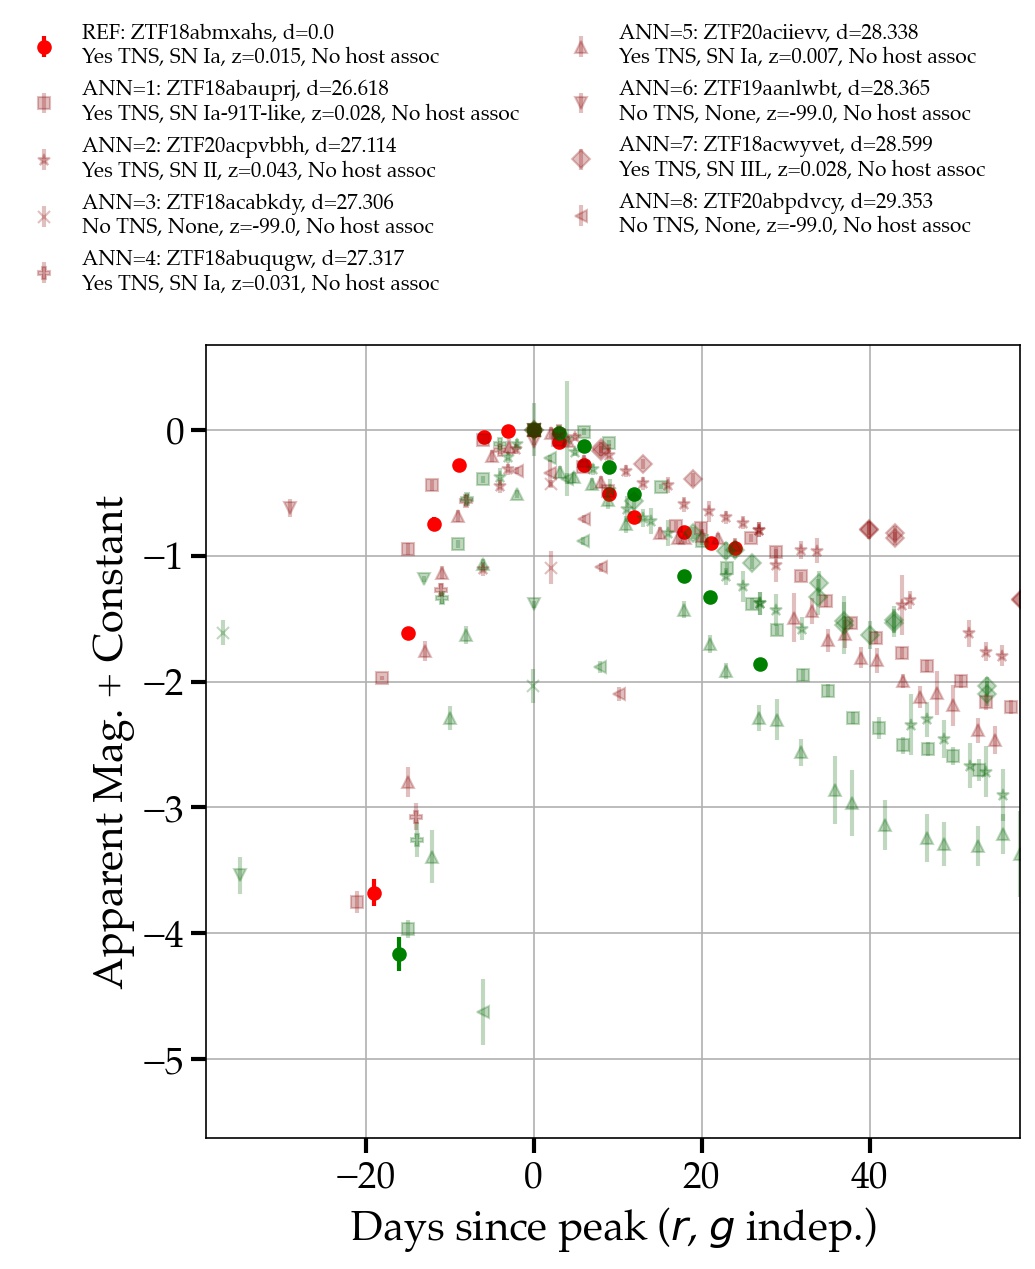 REF: ZTF18abmxahs, d=0.0
Yes TNS, SN Ia, z=0.015, No host assoc
ANN=1: ZTF18abauprj, d=26.618
Yes TNS, SN Ia-91T-like, z=0.028, No host assoc
ANN=2: ZTF20acpvbbh, d=27.114
Yes TNS, SN II, z=0.043, No host assoc
ANN=3: ZTF18acabkdy, d=27.306
No TNS, None, z=-99.0, No host assoc
ANN=4: ZTF18abuqugw, d=27.317
Yes TNS, SN Ia, z=0.031, No host assoc
ANN=5: ZTF20aciievv, d=28.338
Yes TNS, SN Ia, z=0.007, No host assoc
ANN=6: ZTF19aanlwbt, d=28.365
No TNS, None, z=-99.0, No host assoc
ANN=7: ZTF18acwyvet, d=28.599
Yes TNS, SN IIL, z=0.028, No host assoc
ANN=8: ZTF20abpdvcy, d=29.353
No TNS, None, z=-99.0, No host assoc
Apparent Mag. + Constant
0
−1
−2
−3
−4
−5
−20
0
20
40
Days since peak (r, g indep.)